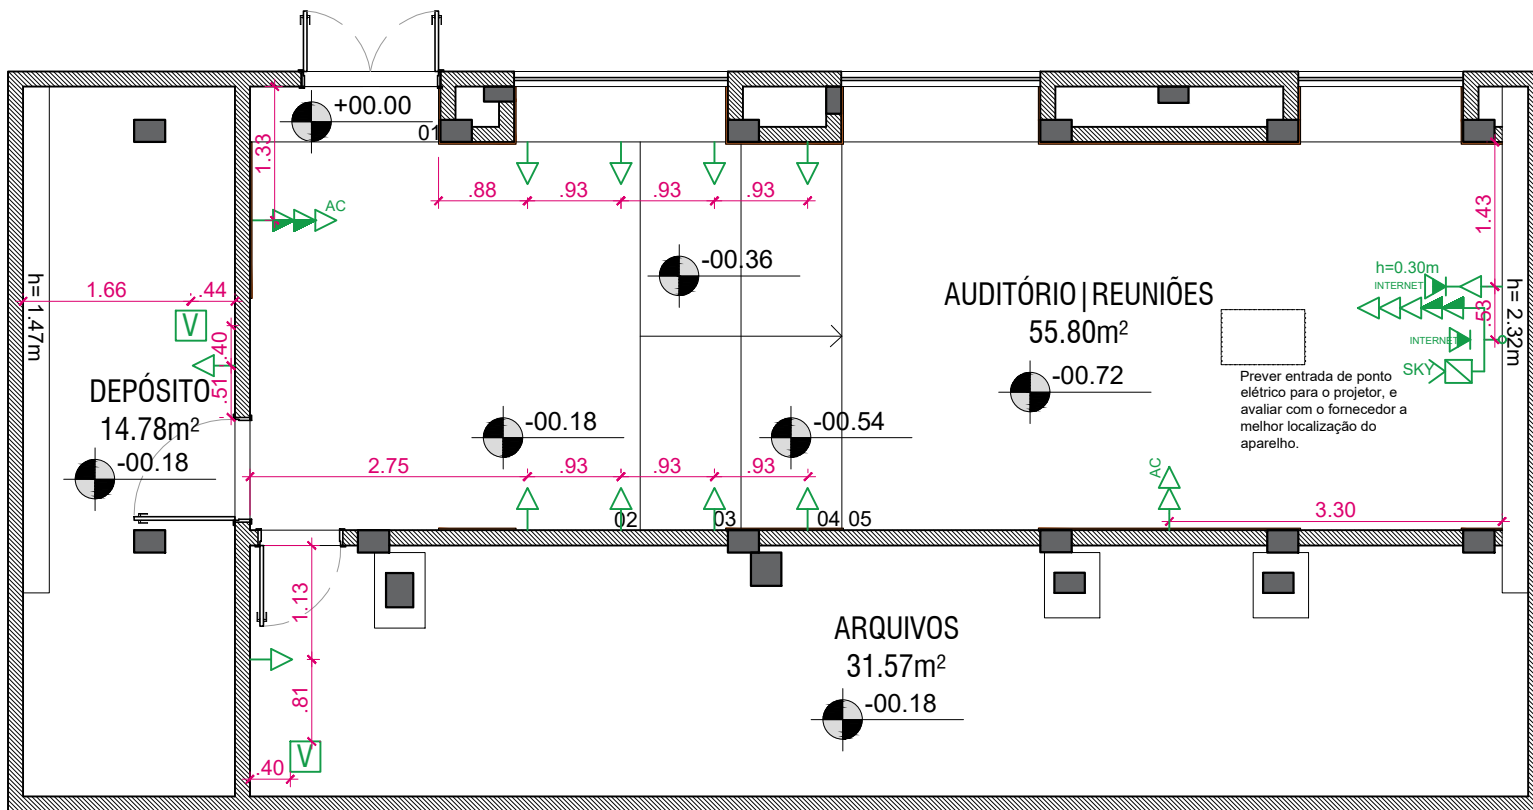 +00.00
01
1.33
AC
.88
.93
.93
.93
1.43
-00.36
h=0.30m
INTERNET
.53
INTERNET
SKY
h= 2.32m
h= 1.47m
1.66
.44
V
.40
.51
DEPÓSITO
14.78m²
-00.18
AUDITÓRIO|REUNIÕES
55.80m²
-00.72
Prever entrada de ponto
elétrico para o projetor, e
avaliar com o fornecedor a
melhor localização do
aparelho.
-00.18
-00.54
2.75
.93
.93
.93
AC
3.30
02
03
04
05
1.13
.81
V
.40
ARQUIVOS
31.57m²
-00.18